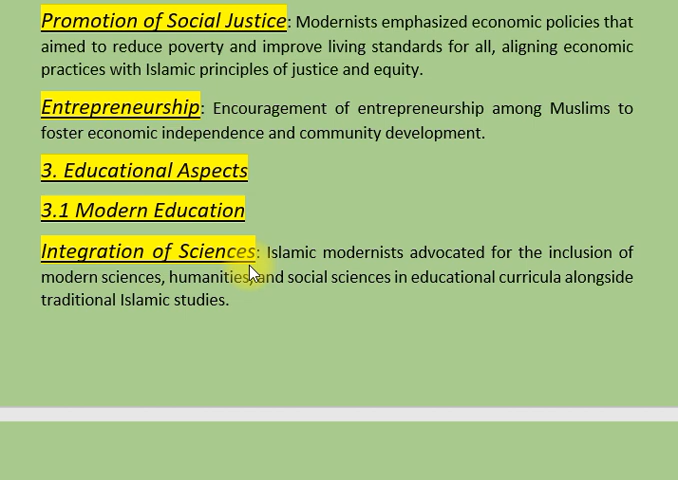 Promotion of Social Justice: Modernists emphasized economic policies that
aimed to reduce poverty and improve living standards for all, aligning economic
practices with Islamic principles of justice and equity.
Entrepreneurship: Encouragement of entrepreneurship among Muslims to
foster economic independence and community development.
3. Educational Aspects
3.1 Modern Education
Integration of Sciences: Islamic modernists advocated for the inclusion of
modern sciences, humanities, and social sciences in educational curricula alongside
traditional Islamic studies.